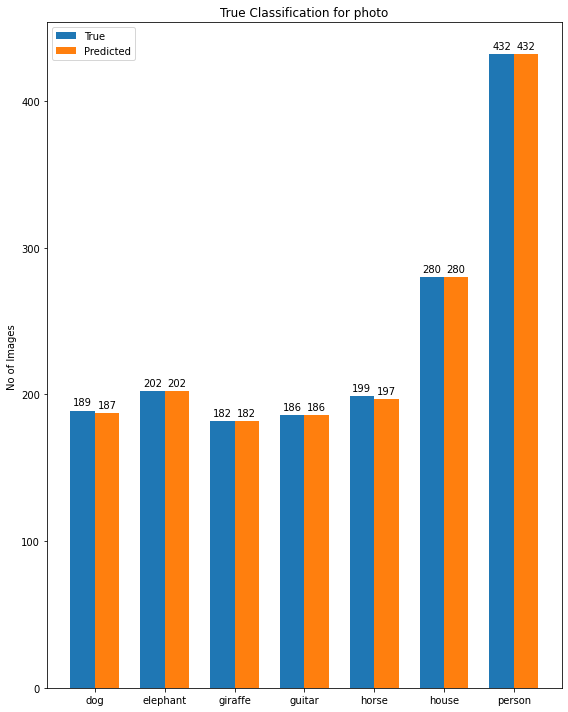 True Classification for photo
True
Predicted
No of Images
400
300
200
100
0
189 187
202 202
182 182
186 186
199 197
280 280
432 432
dog elephant giraffe guitar horse house person